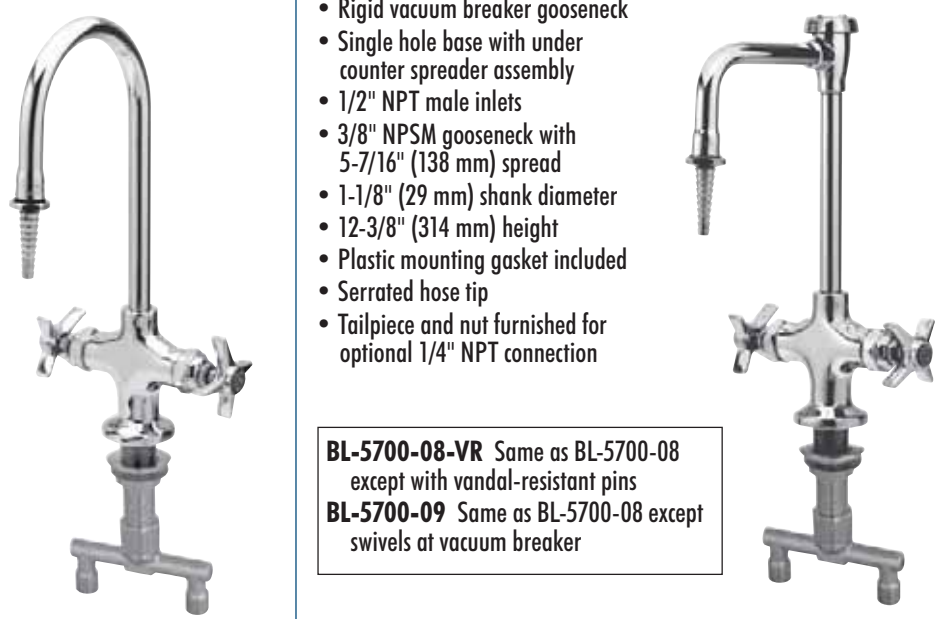 • Rigid vacuum breaker gooseneck
• Single hole base with under
counter spreader assembly
• 1/2" NPT male inlets
• 3/8" NPSM gooseneck with
5-7/16" (138 mm) spread
• 1-1/8" (29 mm) shank diameter
• 12-3/8" (314 mm) height
• Plastic mounting gasket included
• Serrated hose tip
• Tailpiece and nut furnished for
optional 1/4" NPT connection
BL-5700-08-VR Same as BL-5700-08
except with vandal-resistant pins
BL-5700-09 Same as BL-5700-08 except
swivels at vacuum breaker